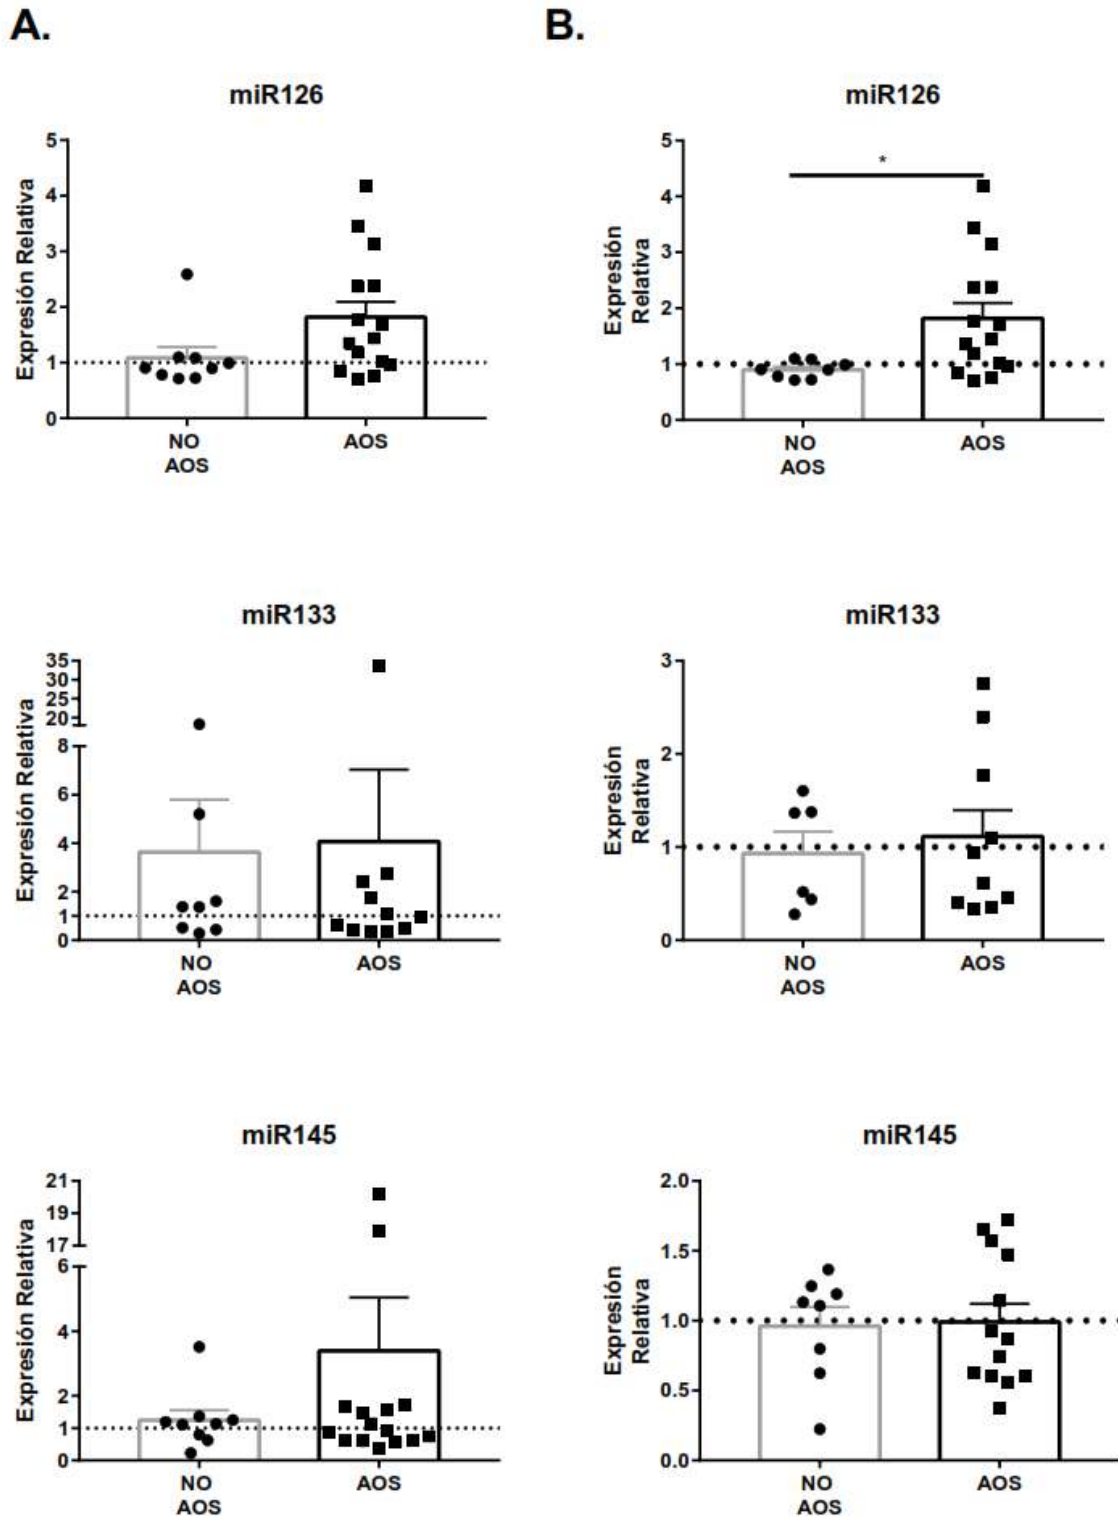 A.
B.
miR126
5
4
3
2
1
0
Expresión Relativa
NO
AOS
AOS
miR126
*
5
4
3
2
1
0
Expresión
Relativa
NO
AOS
AOS
miR133
35
30
25
20
8
6
4
2
1
0
Expresión Relativa
NO
AOS
AOS
miR133
3
2
1
0
Expresión
Relativa
NO
AOS
AOS
miR145
21
19
17
6
4
2
1
0
Expresión Relativa
NO
AOS
AOS
miR145
2.0
1.5
1.0
0.5
0.0
Expresión
Relativa
NO
AOS
AOS